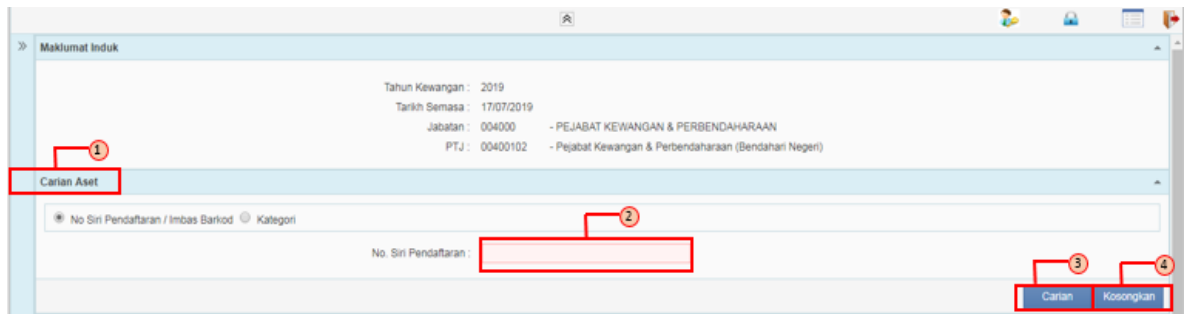 Maklumat Induk
Tahun Kewangan : 2019
Tarikh Semasa : 17/07/2019
Jabatan : 004000 - PEJABAT KEWANGAN & PERBENDAHARAAN
PTJ : 00400102 - Pejabat Kewangan & Perbendaharaan (Bendahari Negeri)
1
Carian Aset
No Siri Pendaftaran / Imbas Barkod Kategori
2
No. Siri Pendaftaran :
3 4
Carian Kosongkan